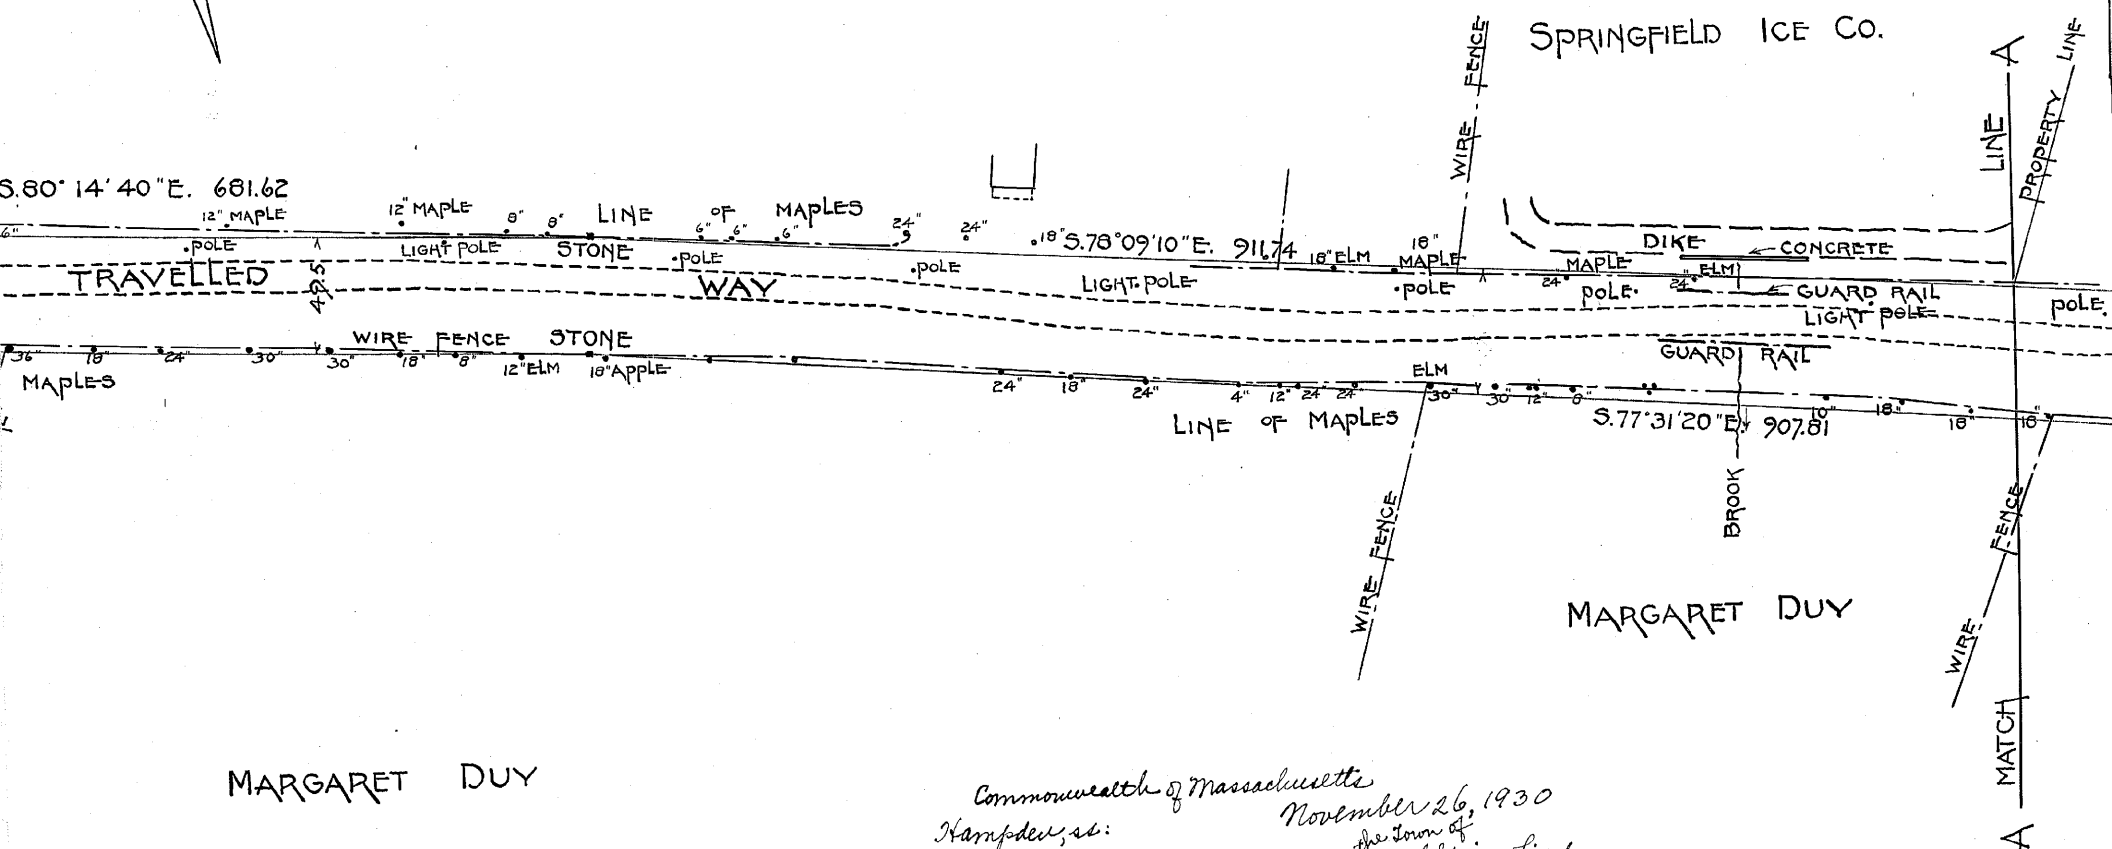 SPRINGFIELD ICE CO.
WIRE FENCE
LINE A
PROPERTY LINE
S.80°14'40"E. 681.62
12" MAPLE
12" MAPLE
8"
8"
LINE OF MAPLES
6"
6"
6"
24"
24"
18"
S.78°09'10"E. 911.74
18" ELM
18"
MAPLE
DIKE
CONCRETE
6"
POLE
LIGHT POLE
STONE
POLE
POLE
LIGHT POLE
POLE
MAPLE
24"
POLE
24"
ELM
GUARD RAIL
LIGHT POLE
POLE
TRAVELLED WAY
49.5
WIRE FENCE STONE
GUARD RAIL
36"
18"
24"
30"
30"
18"
8"
12" ELM
18" APPLE
MAPLES
24"
18"
24"
4"
12"
24"
24"
ELM
30"
30"
12"
8"
10"
18"
18"
18"
LINE OF MAPLES
S.77°31'20"E. 907.81
BROOK
WIRE FENCE
WIRE FENCE
MARGARET DUY
MATCH
A
MARGARET DUY
Commonwealth of Massachusetts
Hampden, ss:
November 26, 1930
the Town of